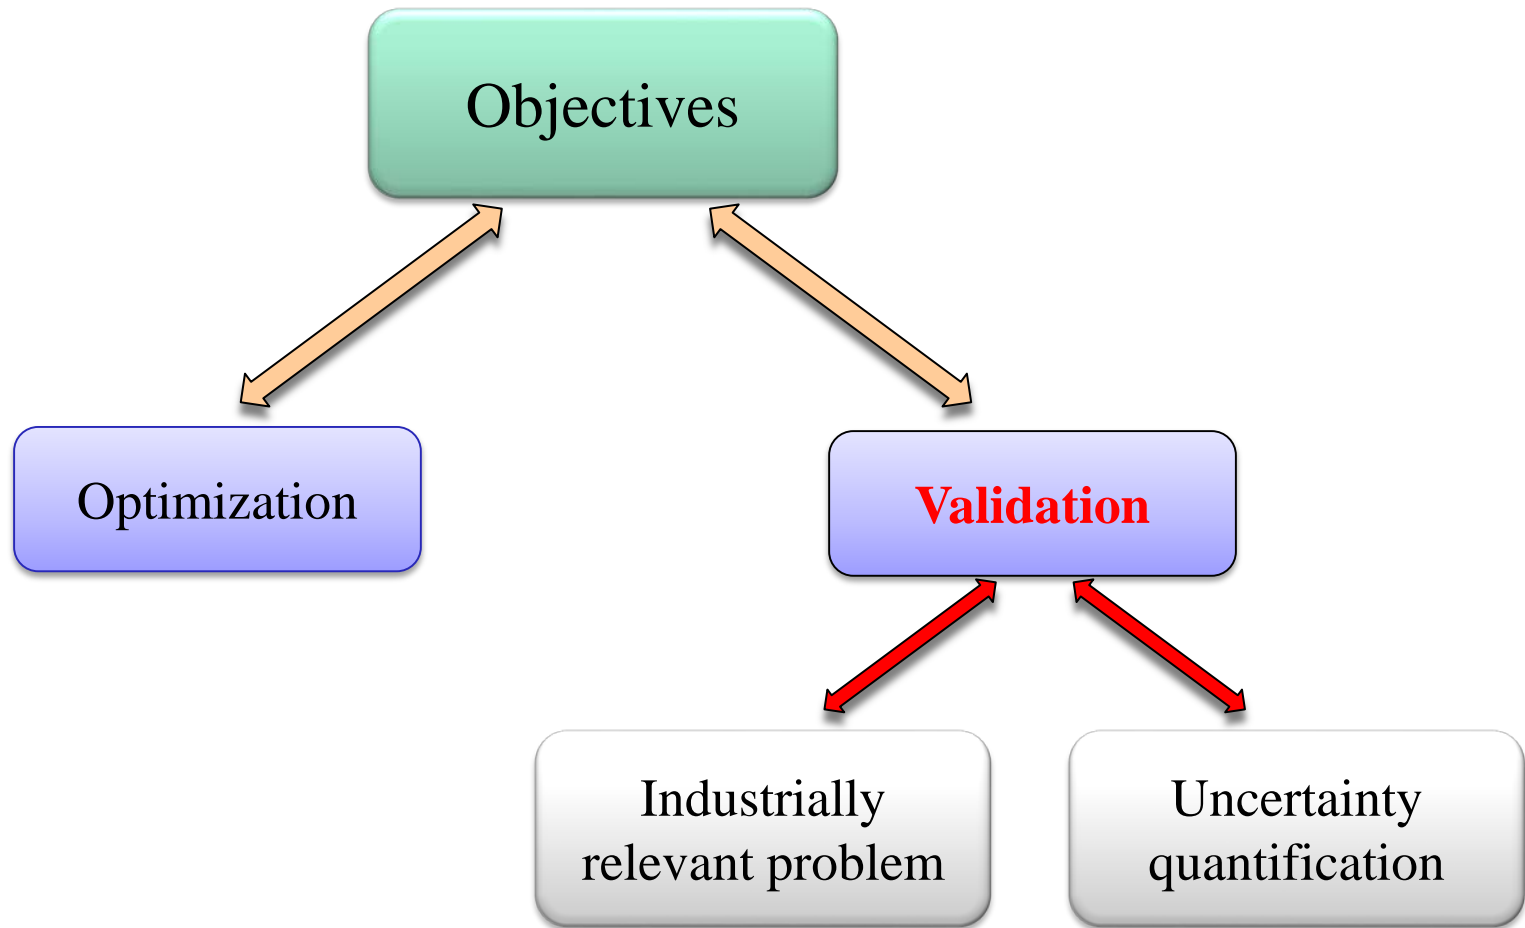 Objectives
Optimization
Validation
Industrially
relevant problem
Uncertainty
quantification